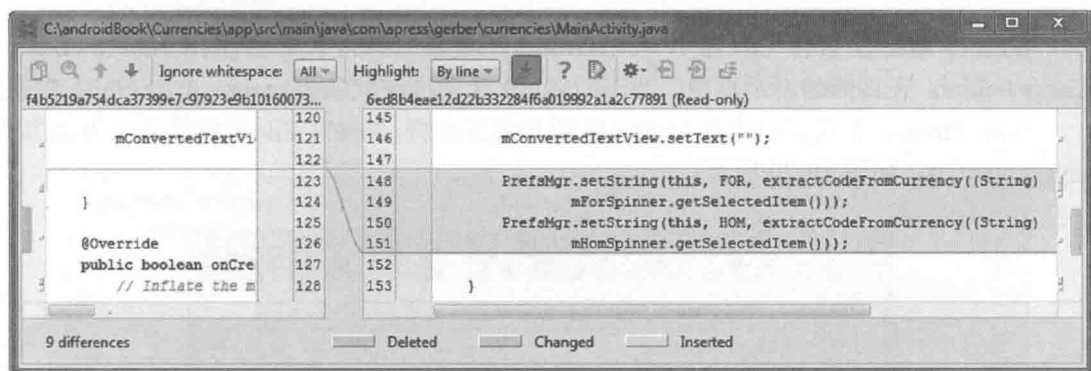 C:\androidBook\Currencies\app\src\main\java\com\apress\gerber\currencies\MainActivity.java
Ignore whitespace: All Highlight: By line ?
f4b5219a754dca37399e7c97923e9b10160073... 6ed8b4eae12d22b332284f6a019992a1a2c77891 (Read-only)
120 145
mConvertedTextVi 121 146 mConvertedTextView.setText("");
122 147
123 148 PrefsMgr.setString(this, FOR, extractCodeFromCurrency((String)
} 124 149 mForSpinner.getSelectedItem()));
125 150 PrefsMgr.setString(this, HOM, extractCodeFromCurrency((String)
@Override 126 151 mHomSpinner.getSelectedItem()));
public boolean onCre 127 152
// Inflate the m 128 153 }
9 differences Deleted Changed Inserted